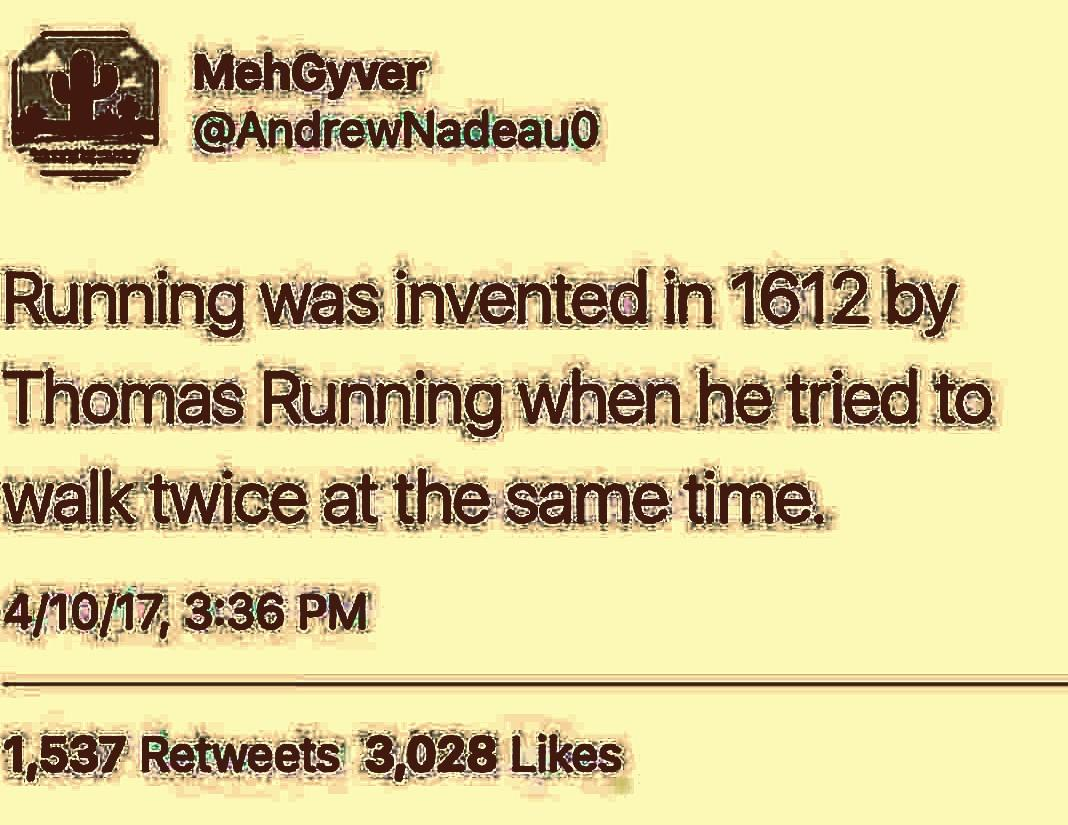 MehGyver
@AndrewNadeau0
Running was invented in 1612 by
Thomas Running when he tried to
walk twice at the same time.
4/10/17, 3:36 PM
1,537 Retweets 3,028 Likes